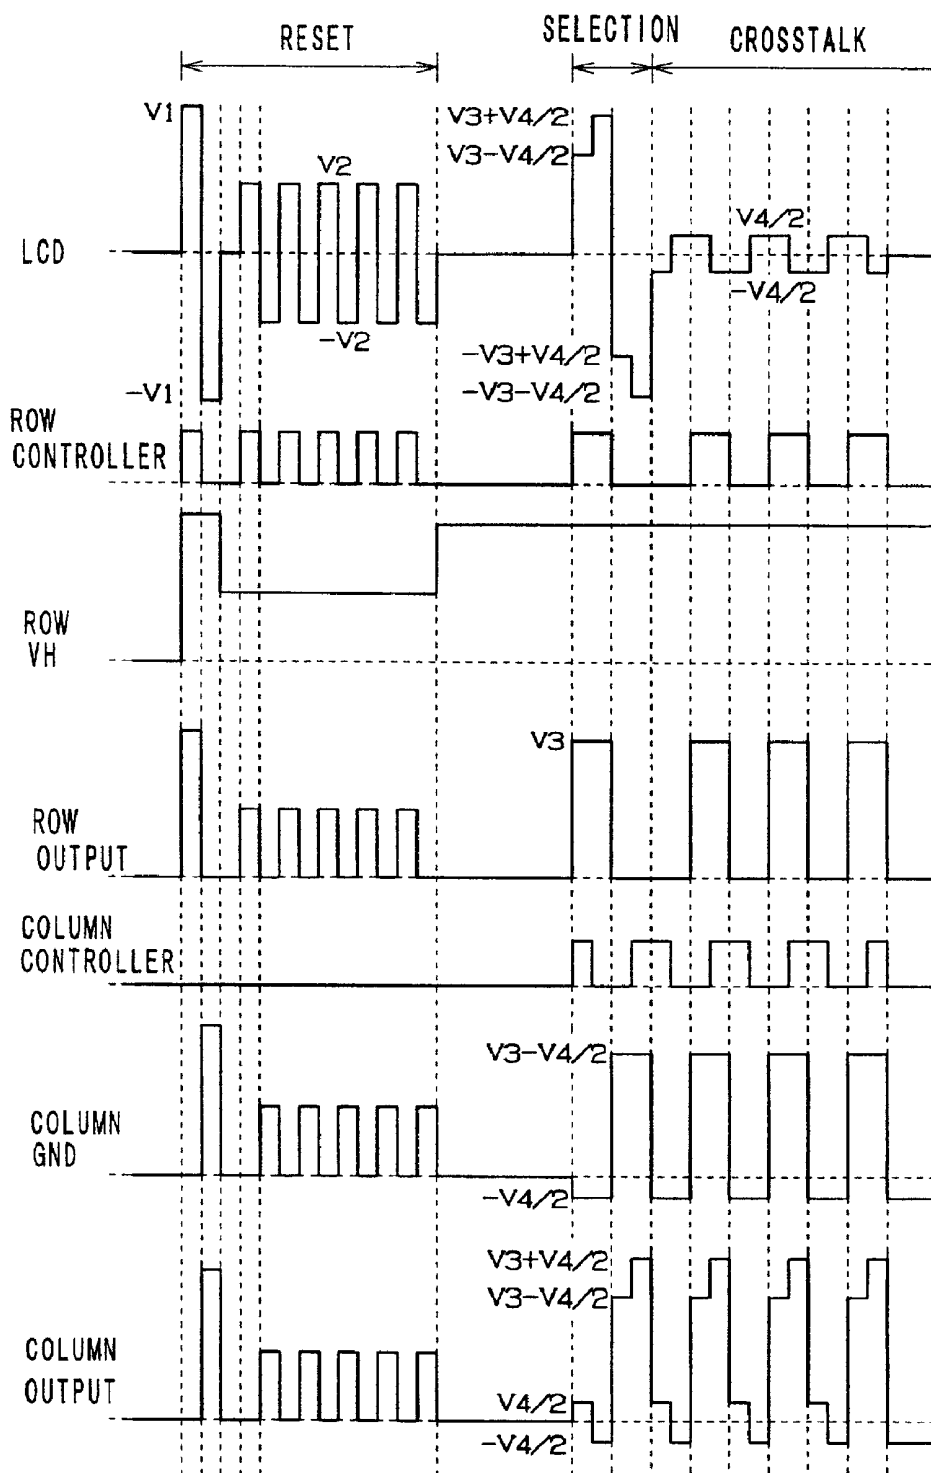 RESET
SELECTION
CROSSTALK
V1
V2
V3+V4/2
V3-V4/2
LCD
V4/2
-V4/2
-V2
-V3+V4/2
-V1
-V3-V4/2
ROW
CONTROLLER
ROW
VH
V3
ROW
OUTPUT
COLUMN
CONTROLLER
V3-V4/2
COLUMN
GND
-V4/2
V3+V4/2
V3-V4/2
COLUMN
OUTPUT
V4/2
-V4/2